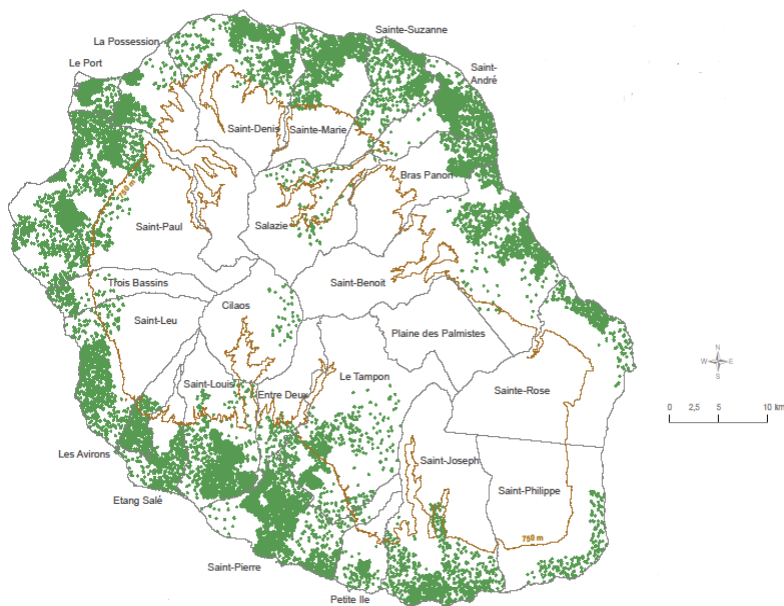 Sainte-Suzanne
La Possession
Le Port
Saint-
André
Saint-Denis
Sainte-Marie
Bras Panon
750 m
Saint-Paul
Salazie
Trois Bassins
Saint-Benoit
Cilaos
Saint-Leu
Plaine des Palmistes
N
W
E
S
Le Tampon
Saint-Louis
Entre Deux
Sainte-Rose
0
2,5
5
10 km
Les Avirons
Saint-Joseph
Saint-Philippe
Etang Salé
750 m
Saint-Pierre
Petite Ile